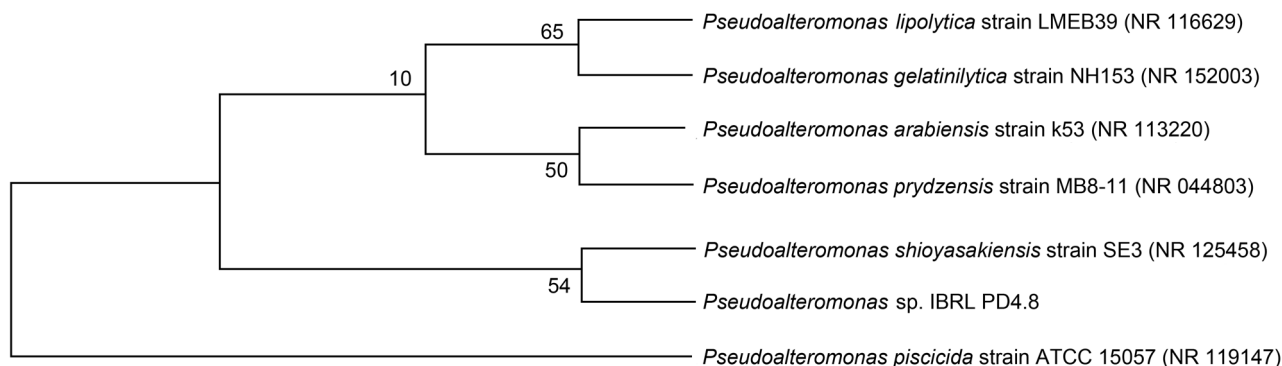 65
Pseudoalteromonas lipolytica strain LMEB39 (NR 116629)
10
Pseudoalteromonas gelatinilytica strain NH153 (NR 152003)
Pseudoalteromonas arabiensis strain k53 (NR 113220)
50
Pseudoalteromonas prydzensis strain MB8-11 (NR 044803)
Pseudoalteromonas shioyasakiensis strain SE3 (NR 125458)
54
Pseudoalteromonas sp. IBRL PD4.8
Pseudoalteromonas piscicida strain ATCC 15057 (NR 119147)